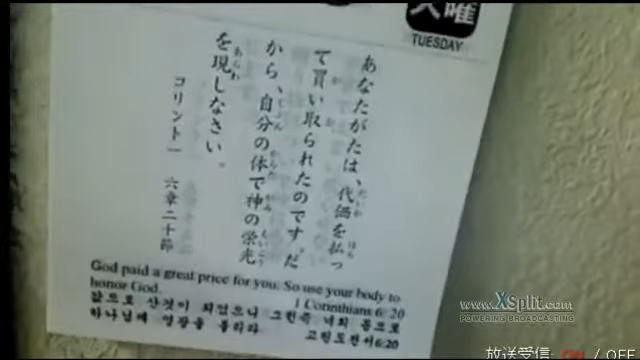 火曜
TUESDAY
あなたがたは、代価を払っ
て買い取られたのです。だ
から、自分の体で神の栄光
を現しなさい。
コリント一 六章二十節
God paid a great price for you. So use your body to
honor God.
1 Corinthians 6:20
값으로 산것이 되었으니 그런즉 너희 몸으로
하나님께 영광을 돌리라
고린도전서6:20
www.XSplit.com
POWERING BROADCASTING
放送受信- ON / OFF